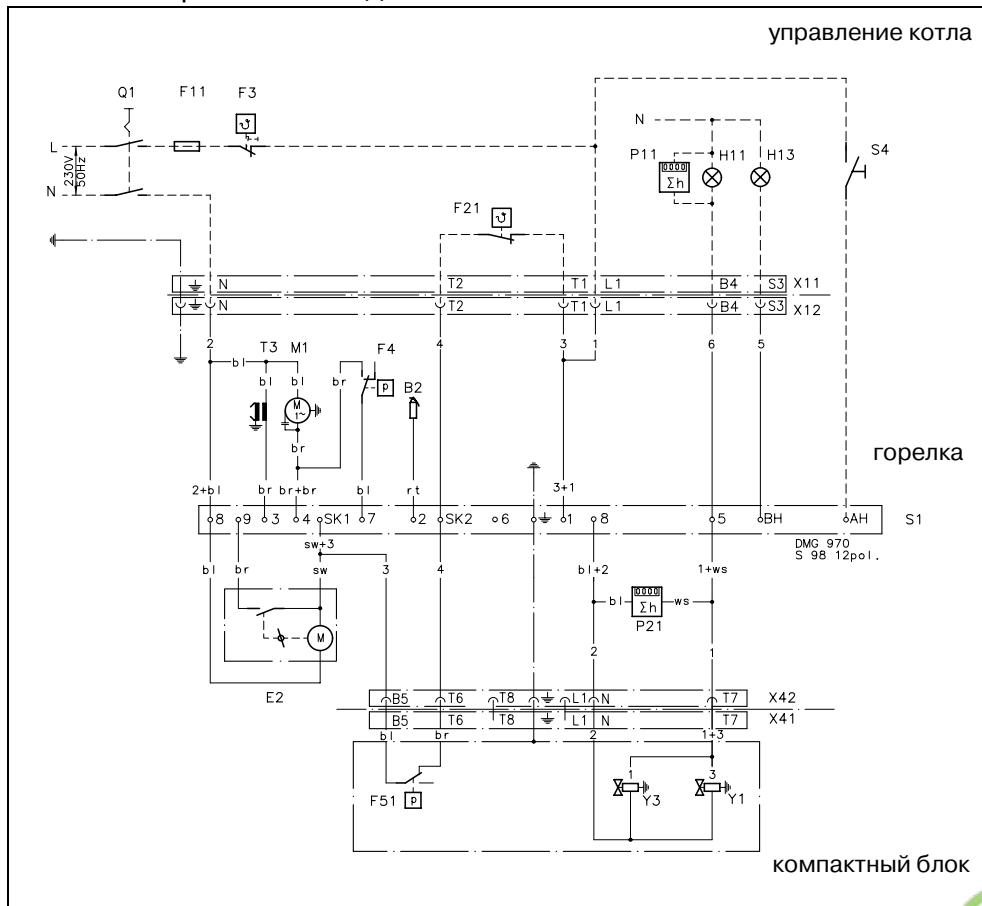 управление котла
Q1 F11 F3
N
L
P11 H11 H13 S4
0000
Σh
230V
50Hz
N
F21
N T2 T1 L1 B4 S3 X11
N T2 T1 L1 B4 S3 X12
2 4 3 1 6 5
T3 M1 F4
bl bl bl br p B2
M
1~
br
горелка
2+bl br br+br bl rt 3+1
8 9 3 4 SK1 7 2 SK2 6 1 8 5 BH AH S1
DMG 970
S 98 12pol.
sw+3
bl br sw 3 4 bl+2 1+ws
0000
bl Σh ws
P21
M
2 1
E2
B5 T6 T8 L1 N T7 X42
B5 T6 T8 L1 N T7 X41
bl br 2 1+3
1 3
F51 p Y3 Y1
компактный блок